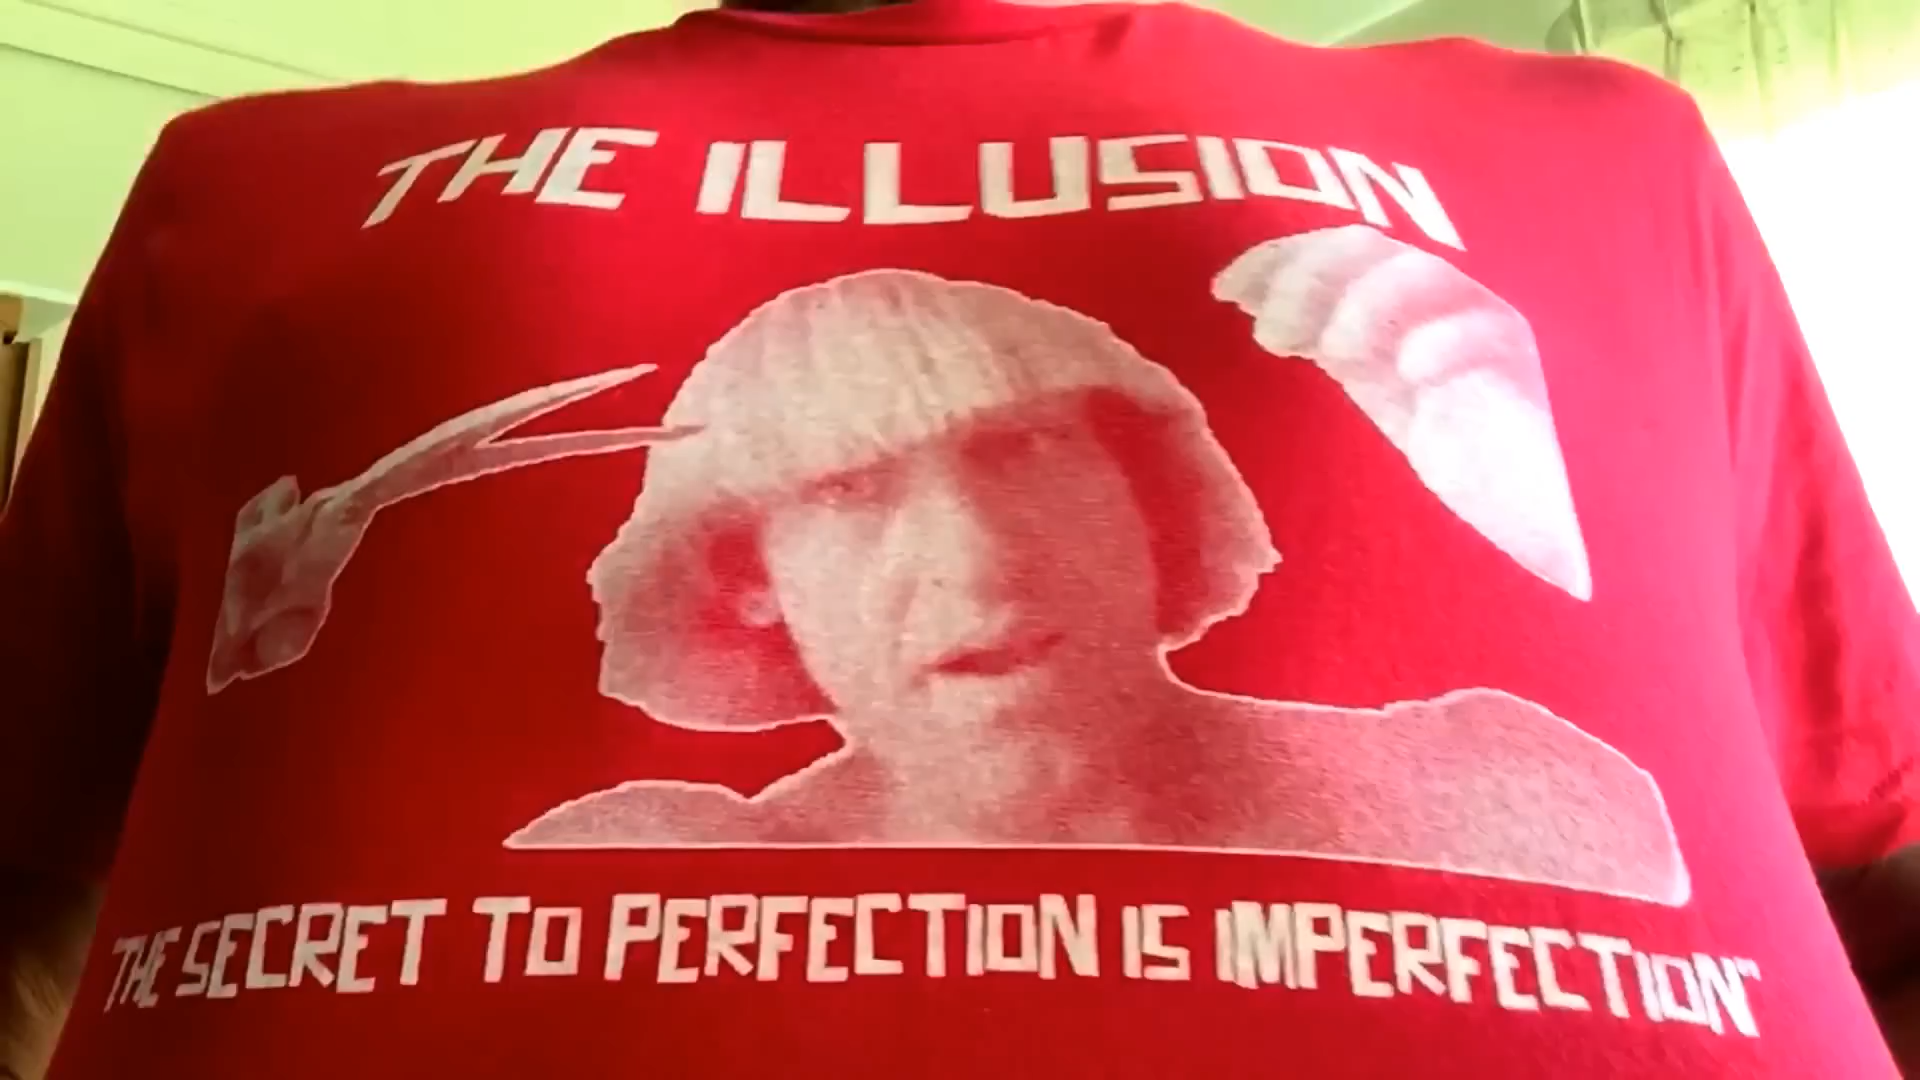 THE ILLUSION
"THE SECRET TO PERFECTION IS IMPERFECTION"